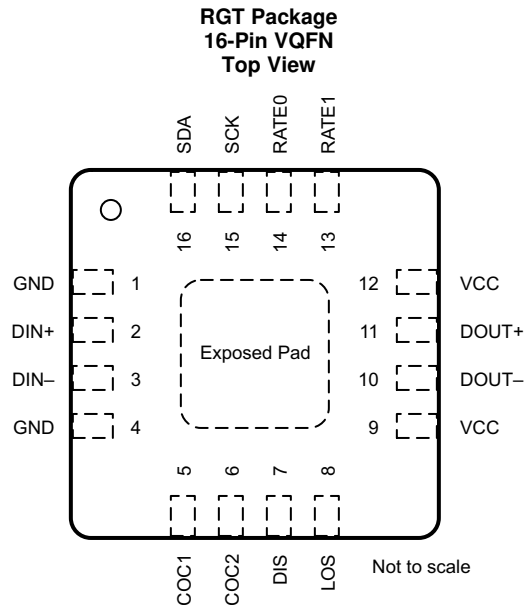 RGT Package
16-Pin VQFN
Top View
SDA
SCK
RATE0
RATE1
16
15
14
13
GND 1
DIN+ 2
DIN– 3
GND 4
12 VCC
11 DOUT+
10 DOUT–
9 VCC
Exposed Pad
5
6
7
8
COC1
COC2
DIS
LOS
Not to scale